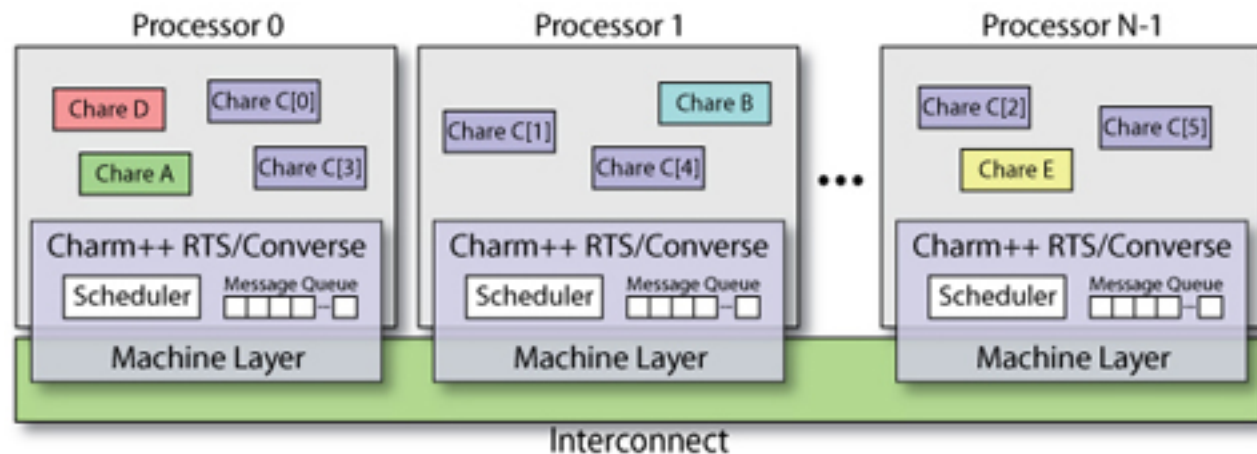 Processor 0
Chare D
Chare C[0]
Chare A
Chare C[3]
Charm++ RTS/Converse
Scheduler
Message Queue
Machine Layer
Processor 1
Chare C[1]
Chare B
Chare C[4]
Charm++ RTS/Converse
Scheduler
Message Queue
Machine Layer
Processor N-1
Chare C[2]
Chare C[5]
Chare E
Charm++ RTS/Converse
Scheduler
Message Queue
Machine Layer
Interconnect